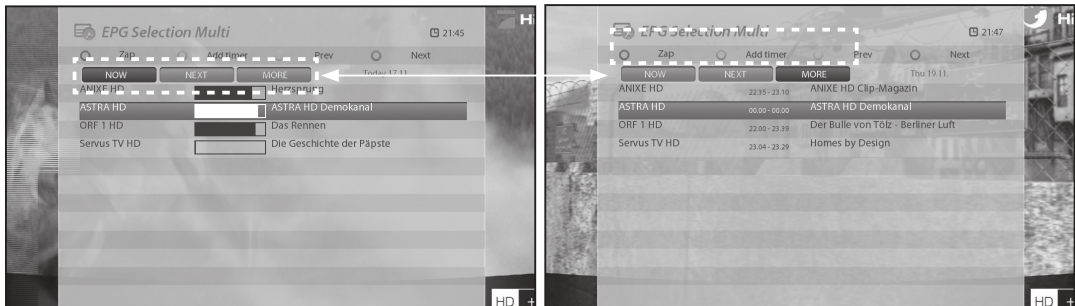 EPG Selection Multi
21:45
Zap Add timer Prev Next
NOW NEXT MORE Today 17.11.
ANIXE HD Herzsprung
ASTRA HD ASTRA HD Demokanal
ORF 1 HD Das Rennen
Servus TV HD Die Geschichte der Päpste
Hi
HD +
EPG Selection Multi
21:47
Zap Add timer Prev Next
NOW NEXT MORE Thu 19.11.
ANIXE HD 22.35 - 23.10 ANIXE HD Clip-Magazin
ASTRA HD 00.00 - 00.00 ASTRA HD Demokanal
ORF 1 HD 22.00 - 23.39 Der Bulle von Tölz - Berliner Luft
Servus TV HD 23.04 - 23.29 Homes by Design
Hi
HD +